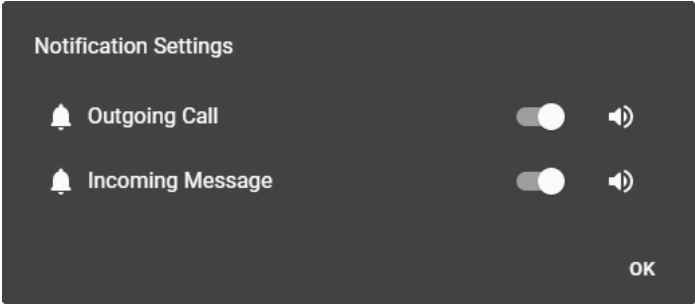 Notification Settings
Outgoing Call
Incoming Message
OK